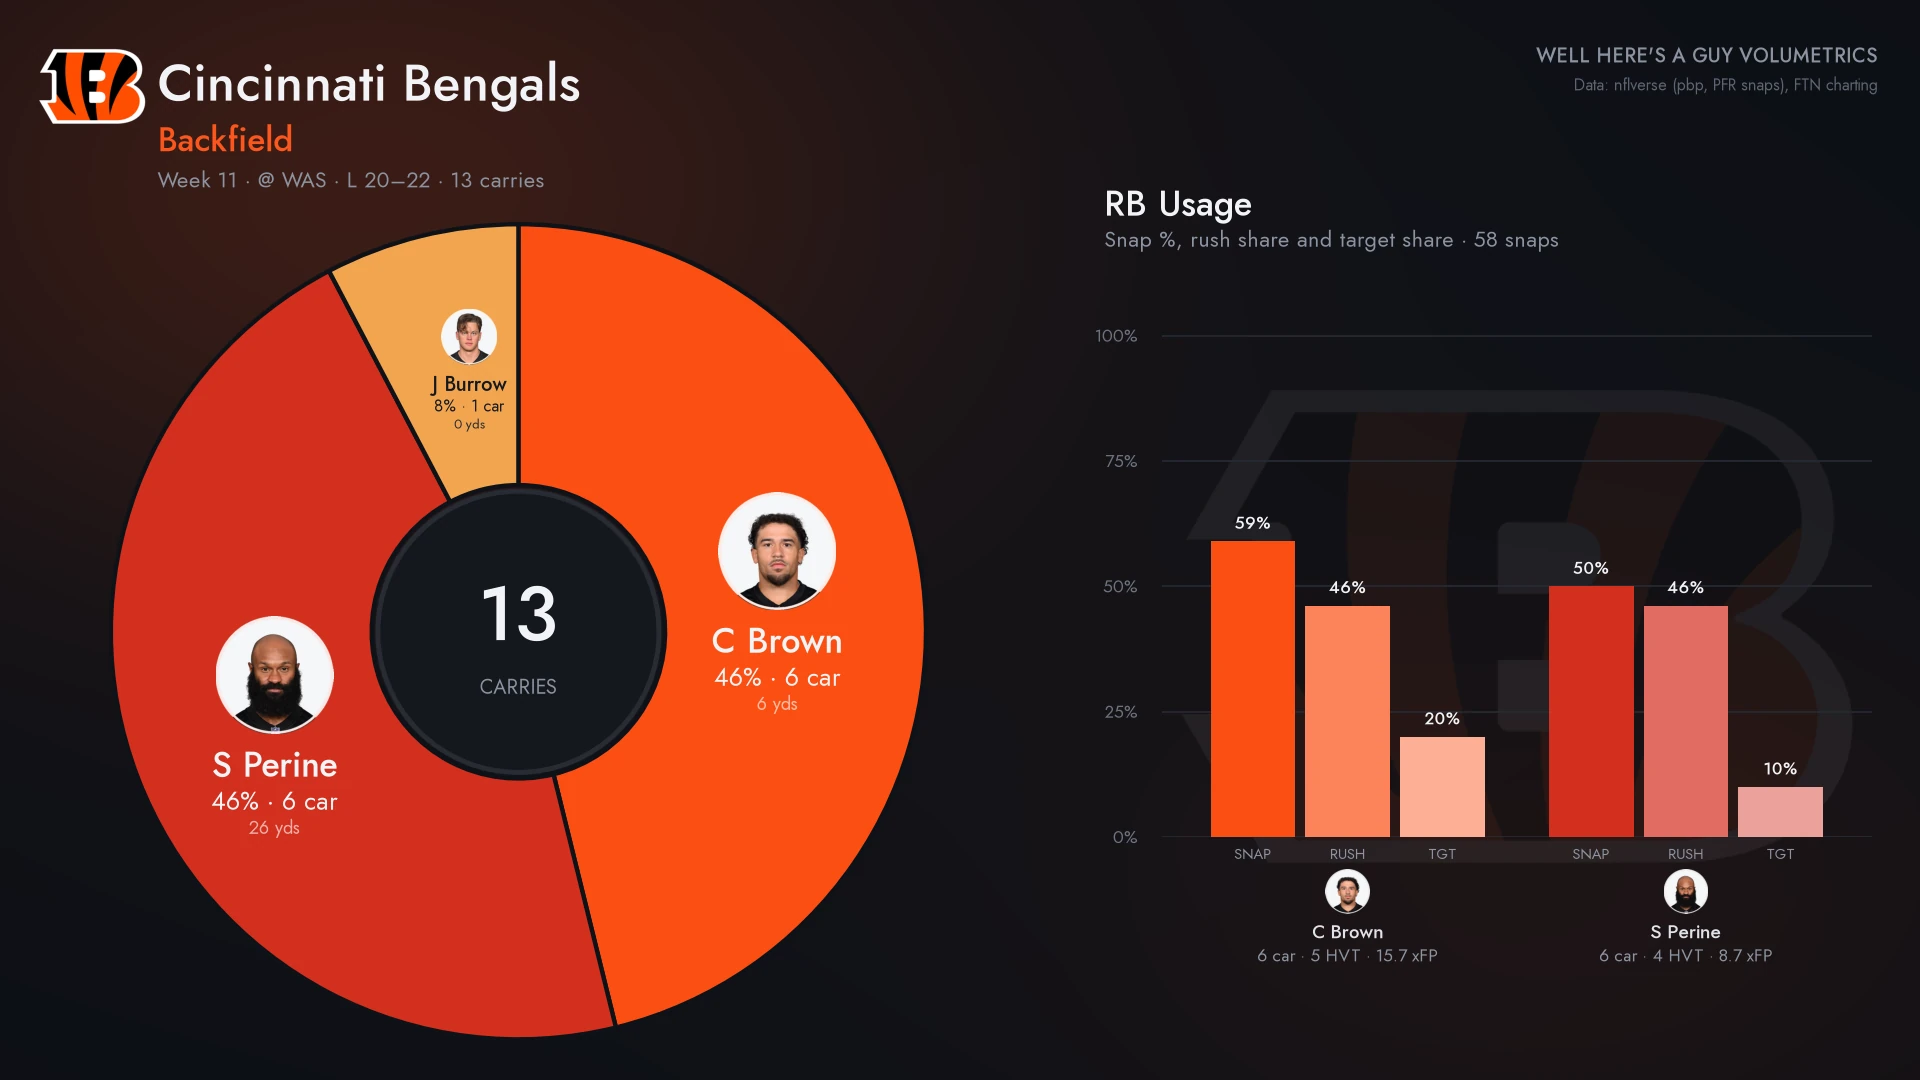 Cincinnati Bengals
Backfield
Week 11 · @ WAS · L 20–22 · 13 carries
WELL HERE'S A GUY VOLUMETRICS
Data: nflverse (pbp, PFR snaps), FTN charting
J Burrow
8% · 1 car
0 yds
C Brown
46% · 6 car
6 yds
S Perine
46% · 6 car
26 yds
13
CARRIES
RB Usage
Snap %, rush share and target share · 58 snaps
100%
75%
50%
25%
0%
59%
46%
20%
50%
46%
10%
SNAP RUSH TGT SNAP RUSH TGT
C Brown
6 car · 5 HVT · 15.7 xFP
S Perine
6 car · 4 HVT · 8.7 xFP